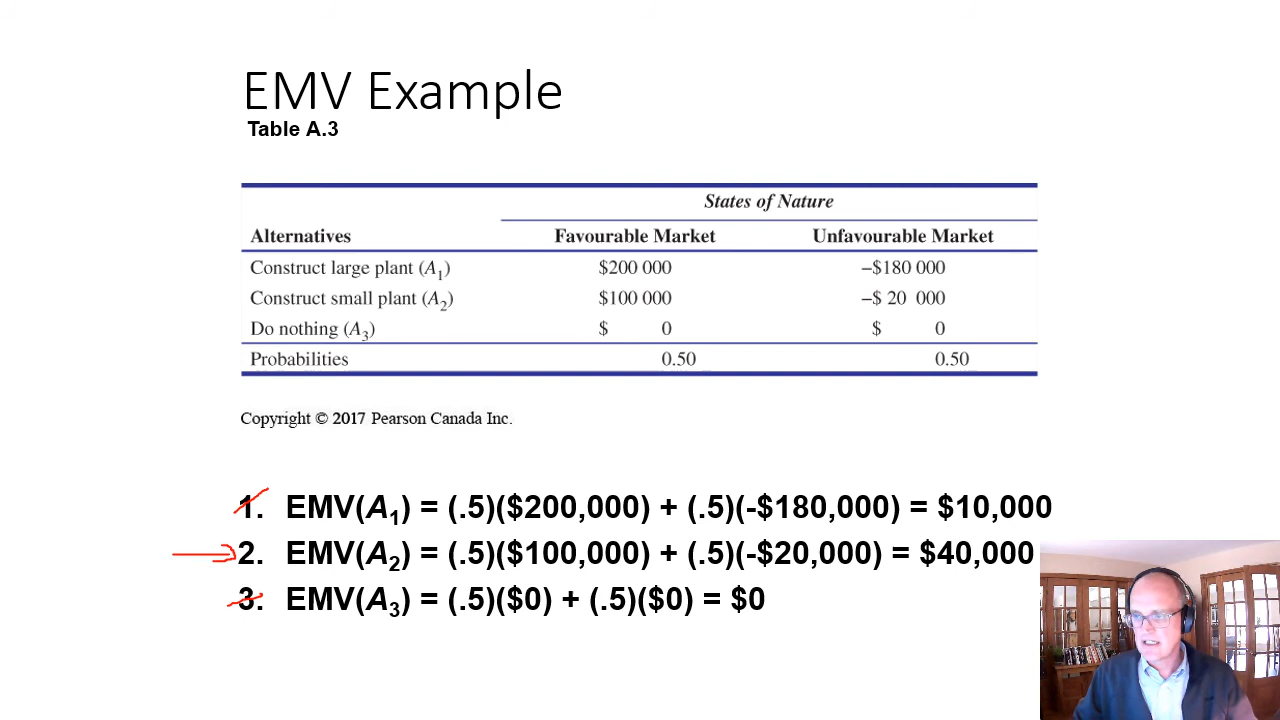 EMV Example
Table A.3
States of Nature
Alternatives Favourable Market Unfavourable Market
Construct large plant (A1) $200 000 –$180 000
Construct small plant (A2) $100 000 –$ 20 000
Do nothing (A3) $ 0 $ 0
Probabilities 0.50 0.50
Copyright © 2017 Pearson Canada Inc.
1. EMV(A1) = (.5)($200,000) + (.5)(-$180,000) = $10,000
2. EMV(A2) = (.5)($100,000) + (.5)(-$20,000) = $40,000
3. EMV(A3) = (.5)($0) + (.5)($0) = $0